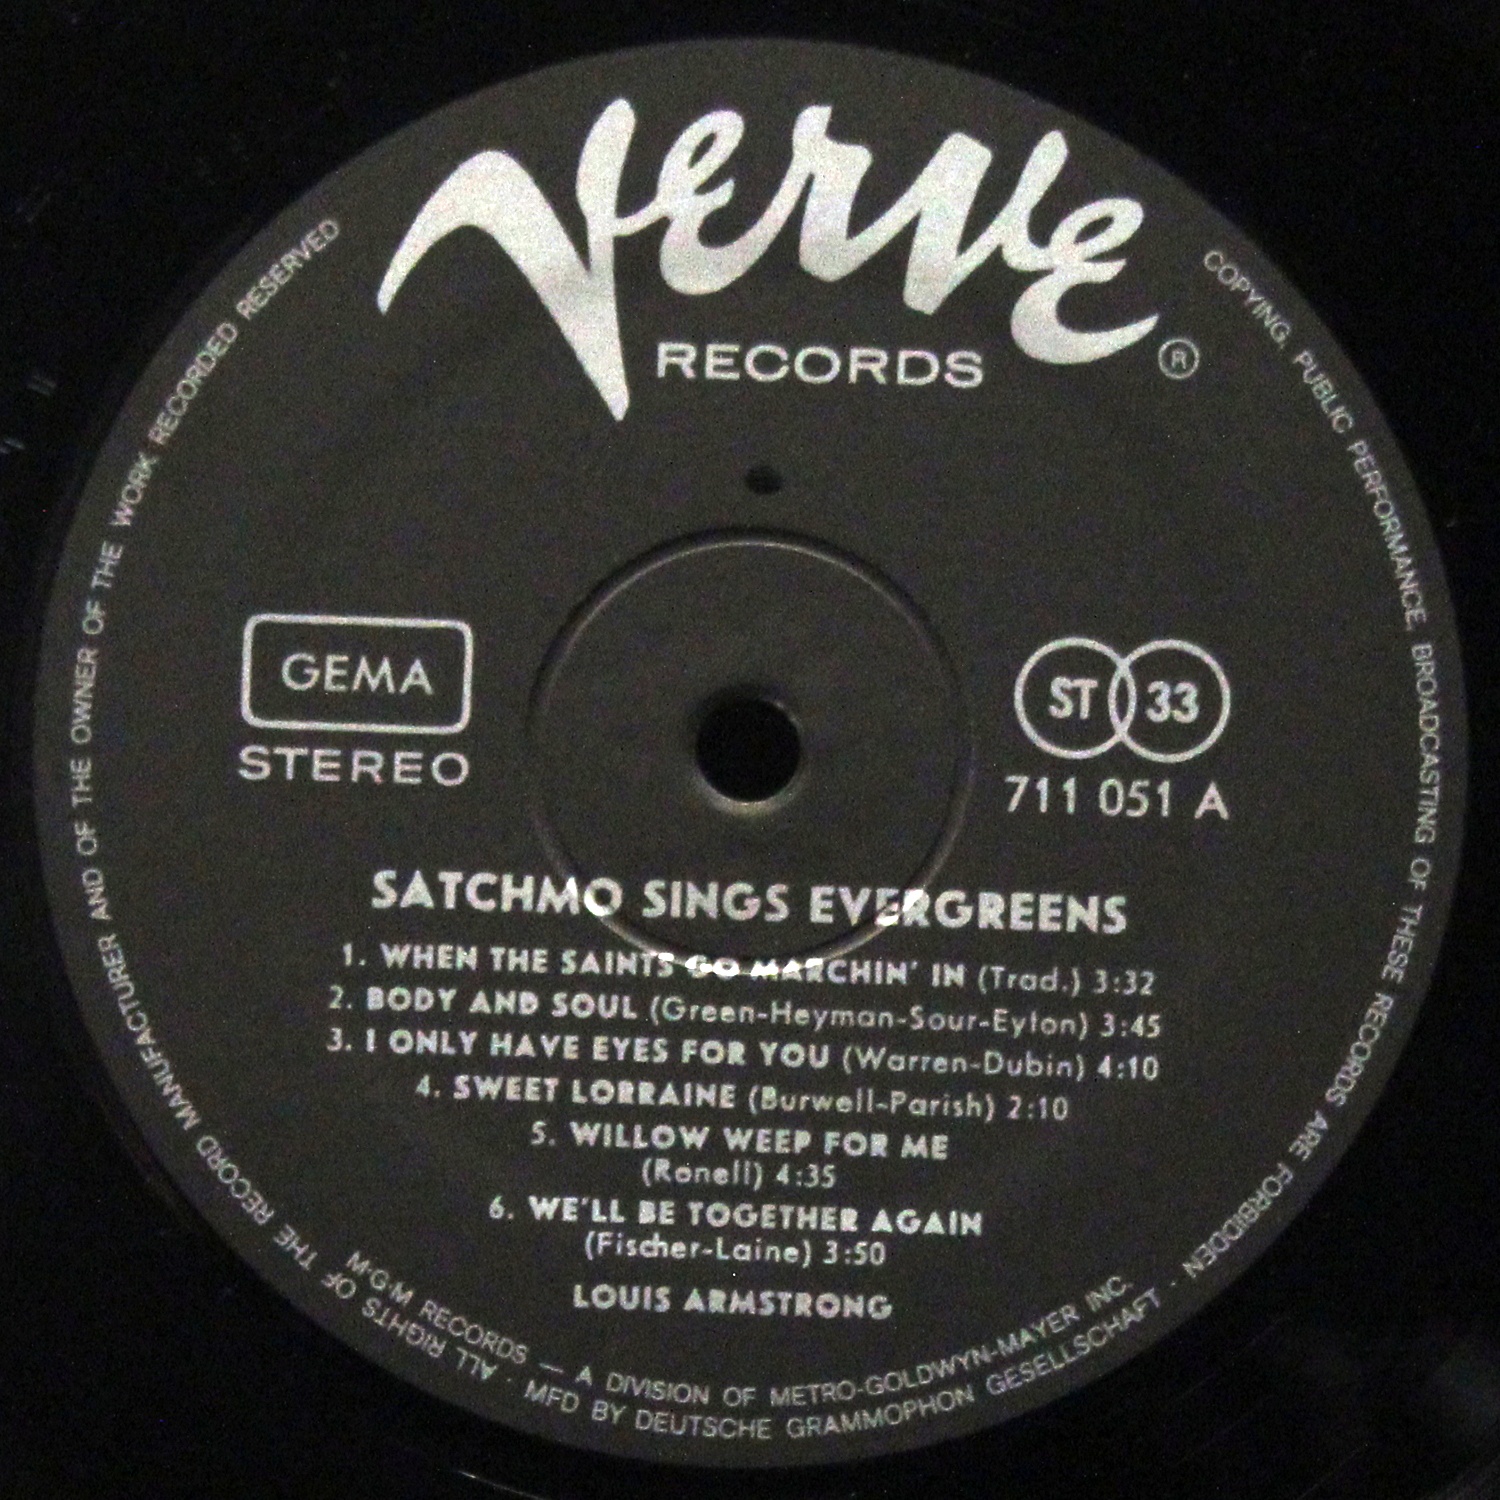 Verve
RECORDS
®
GEMA
STEREO
ST 33
711 051 A
SATCHMO SINGS EVERGREENS
1. WHEN THE SAINTS GO MARCHIN' IN (Trad.) 3:32
2. BODY AND SOUL (Green-Heyman-Sour-Eyton) 3:45
3. I ONLY HAVE EYES FOR YOU (Warren-Dubin) 4:10
4. SWEET LORRAINE (Burwell-Parish) 2:10
5. WILLOW WEEP FOR ME
(Ronell) 4:35
6. WE'LL BE TOGETHER AGAIN
(Fischer-Laine) 3:50
LOUIS ARMSTRONG
M·G·M RECORDS — A DIVISION OF METRO-GOLDWYN-MAYER INC.
ALL RIGHTS OF THE RECORD MANUFACTURER AND OF THE OWNER OF THE WORK RECORDED RESERVED
COPYING, PUBLIC PERFORMANCE, BROADCASTING OF THESE RECORDS ARE FORBIDDEN · MFD BY DEUTSCHE GRAMMOPHON GESELLSCHAFT ·